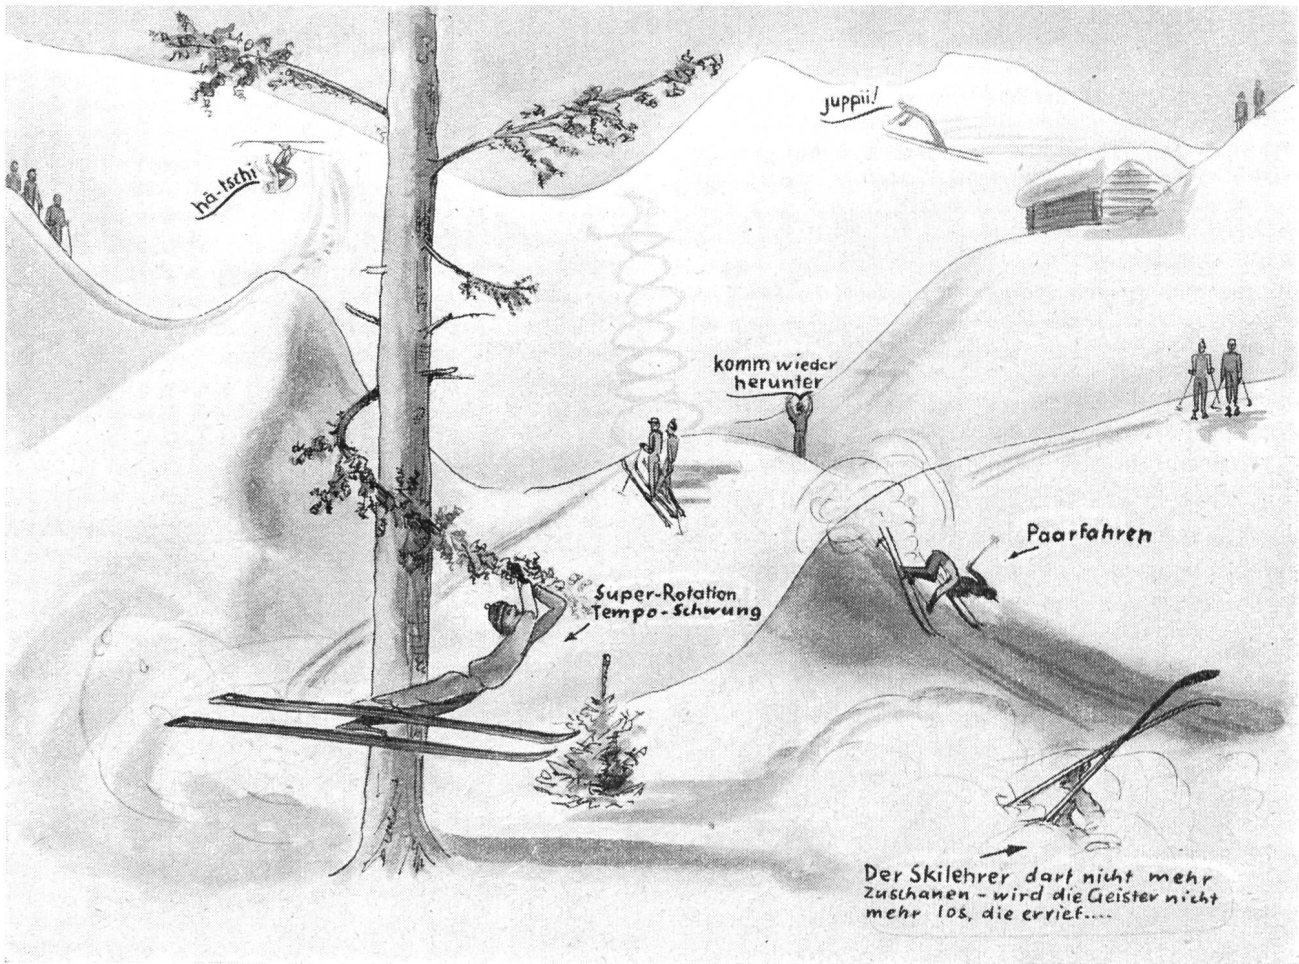 juppii!
hä-tschi
komm wieder
herunter
Paarfahren
Super-Rotation
Tempo-Schwung
Der Skilehrer darf nicht mehr
zuschauen – wird die Geister nicht
mehr los, die er rief....